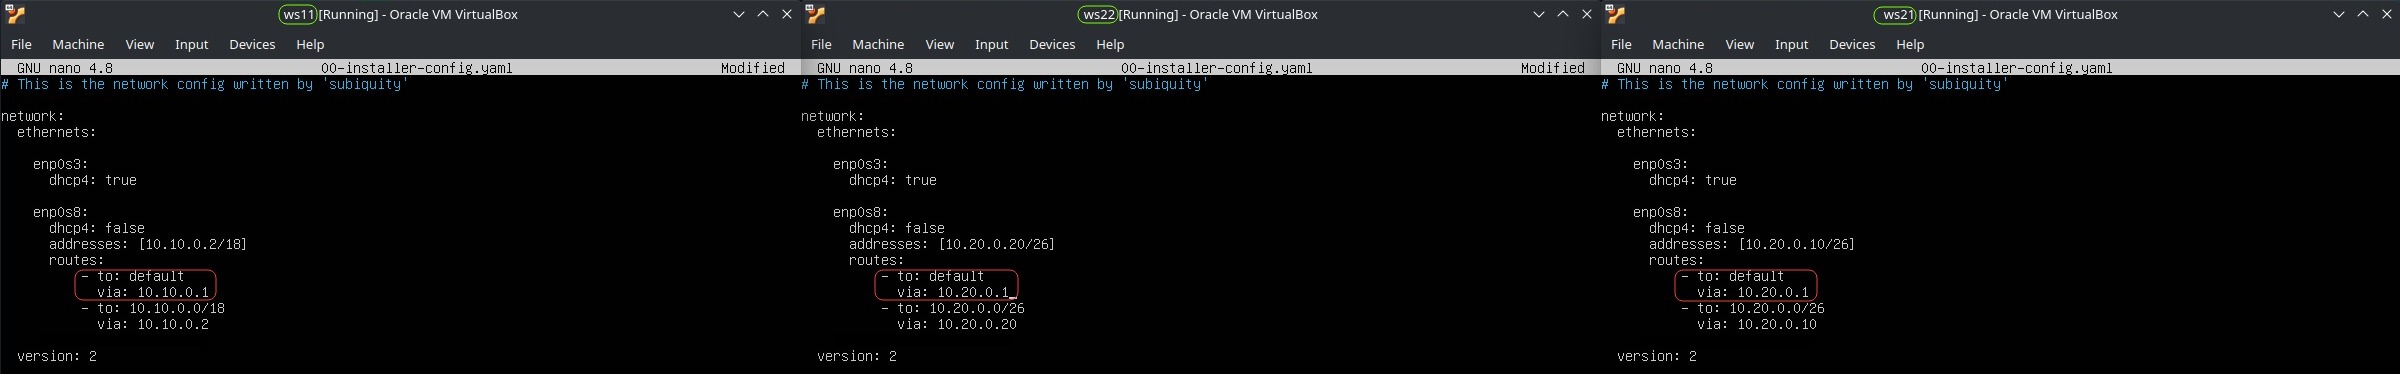 ws11 [Running] - Oracle VM VirtualBox
File Machine View Input Devices Help
GNU nano 4.8 00-installer-config.yaml Modified
# This is the network config written by 'subiquity'
network:
ethernets:
enp0s3:
dhcp4: true
enp0s8:
dhcp4: false
addresses: [10.10.0.2/18]
routes:
- to: default
via: 10.10.0.1
- to: 10.10.0.0/18
via: 10.10.0.2
version: 2
ws22 [Running] - Oracle VM VirtualBox
File Machine View Input Devices Help
GNU nano 4.8 00-installer-config.yaml Modified
# This is the network config written by 'subiquity'
network:
ethernets:
enp0s3:
dhcp4: true
enp0s8:
dhcp4: false
addresses: [10.20.0.20/26]
routes:
- to: default
via: 10.20.0.1
- to: 10.20.0.0/26
via: 10.20.0.20
version: 2
ws21 [Running] - Oracle VM VirtualBox
File Machine View Input Devices Help
GNU nano 4.8 00-installer-config.yaml
# This is the network config written by 'subiquity'
network:
ethernets:
enp0s3:
dhcp4: true
enp0s8:
dhcp4: false
addresses: [10.20.0.10/26]
routes:
- to: default
via: 10.20.0.1
- to: 10.20.0.0/26
via: 10.20.0.10
version: 2